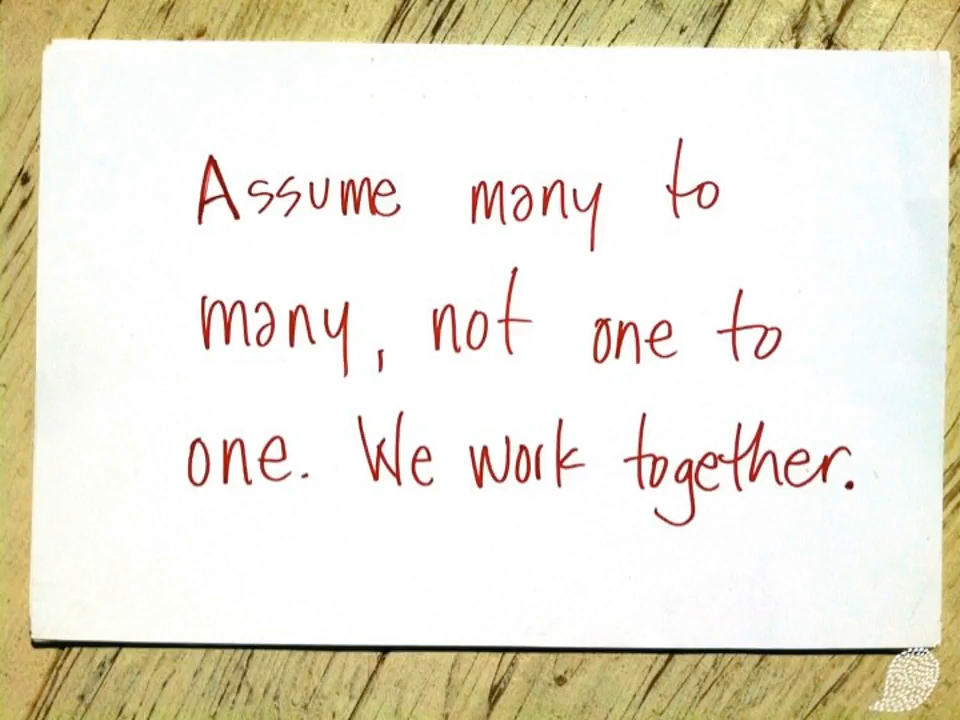 Assume many to
many, not one to
one. We work together.